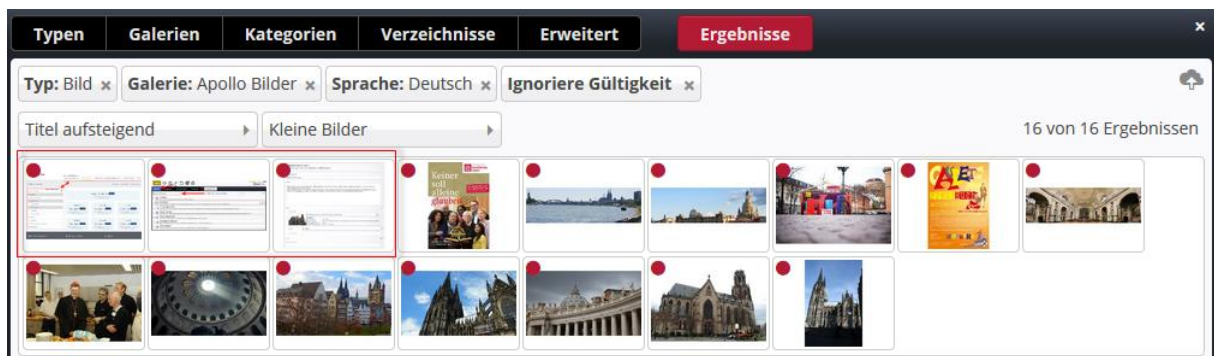 Typen Galerien Kategorien Verzeichnisse Erweitert Ergebnisse ×
Typ: Bild × Galerie: Apollo Bilder × Sprache: Deutsch × Ignoriere Gültigkeit ×
Titel aufsteigend Kleine Bilder 16 von 16 Ergebnissen
Keiner
soll
alleine
glauben